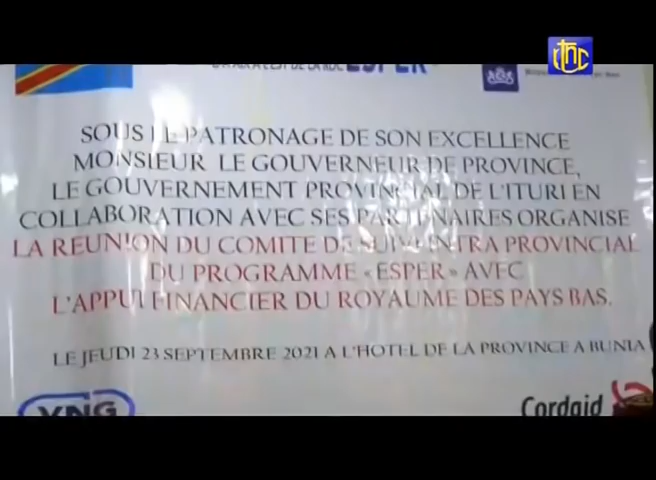 rtnc
ESPER
SOUS LE PATRONAGE DE SON EXCELLENCE
MONSIEUR LE GOUVERNEUR DE PROVINCE,
LE GOUVERNEMENT PROVINCIAL DE L'ITURI EN
COLLABORATION AVEC SES PARTENAIRES ORGANISE
LA REUNION DU COMITE DE SUIVI INTRA PROVINCIAL
DU PROGRAMME «ESPER» AVEC
L'APPUI FINANCIER DU ROYAUME DES PAYS BAS.
LE JEUDI 23 SEPTEMBRE 2021 A L'HOTEL DE LA PROVINCE A BUNIA
VNG
Cordaid